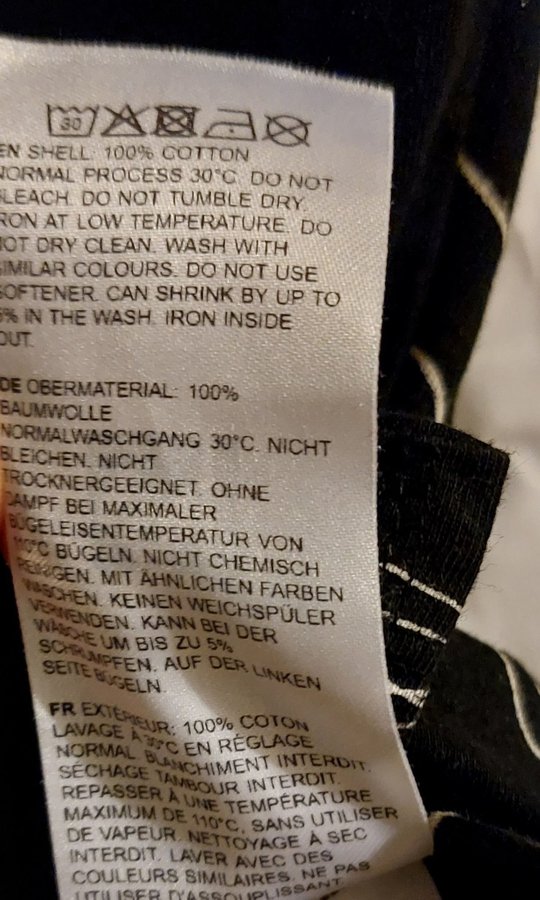 30
EN SHELL: 100% COTTON
NORMAL PROCESS 30°C. DO NOT
BLEACH. DO NOT TUMBLE DRY.
IRON AT LOW TEMPERATURE. DO
NOT DRY CLEAN. WASH WITH
SIMILAR COLOURS. DO NOT USE
SOFTENER. CAN SHRINK BY UP TO
5% IN THE WASH. IRON INSIDE
OUT.
DE OBERMATERIAL: 100%
BAUMWOLLE
NORMALWASCHGANG 30°C. NICHT
BLEICHEN. NICHT
TROCKNERGEEIGNET. OHNE
DAMPF BEI MAXIMALER
BÜGELEISENTEMPERATUR VON
110°C BÜGELN. NICHT CHEMISCH
REINIGEN. MIT ÄHNLICHEN FARBEN
WASCHEN. KEINEN WEICHSPÜLER
VERWENDEN. KANN BEI DER
WÄSCHE UM BIS ZU 5%
SCHRUMPFEN. AUF DER LINKEN
SEITE BÜGELN.
FR EXTÉRIEUR: 100% COTON
LAVAGE À 30°C EN RÉGLAGE
NORMAL. BLANCHIMENT INTERDIT.
SÉCHAGE TAMBOUR INTERDIT.
REPASSER À UNE TEMPÉRATURE
MAXIMUM DE 110°C, SANS UTILISER
DE VAPEUR. NETTOYAGE À SEC
INTERDIT. LAVER AVEC DES
COULEURS SIMILAIRES. NE PAS
UTILISER D'ASSOUPLISSANT.